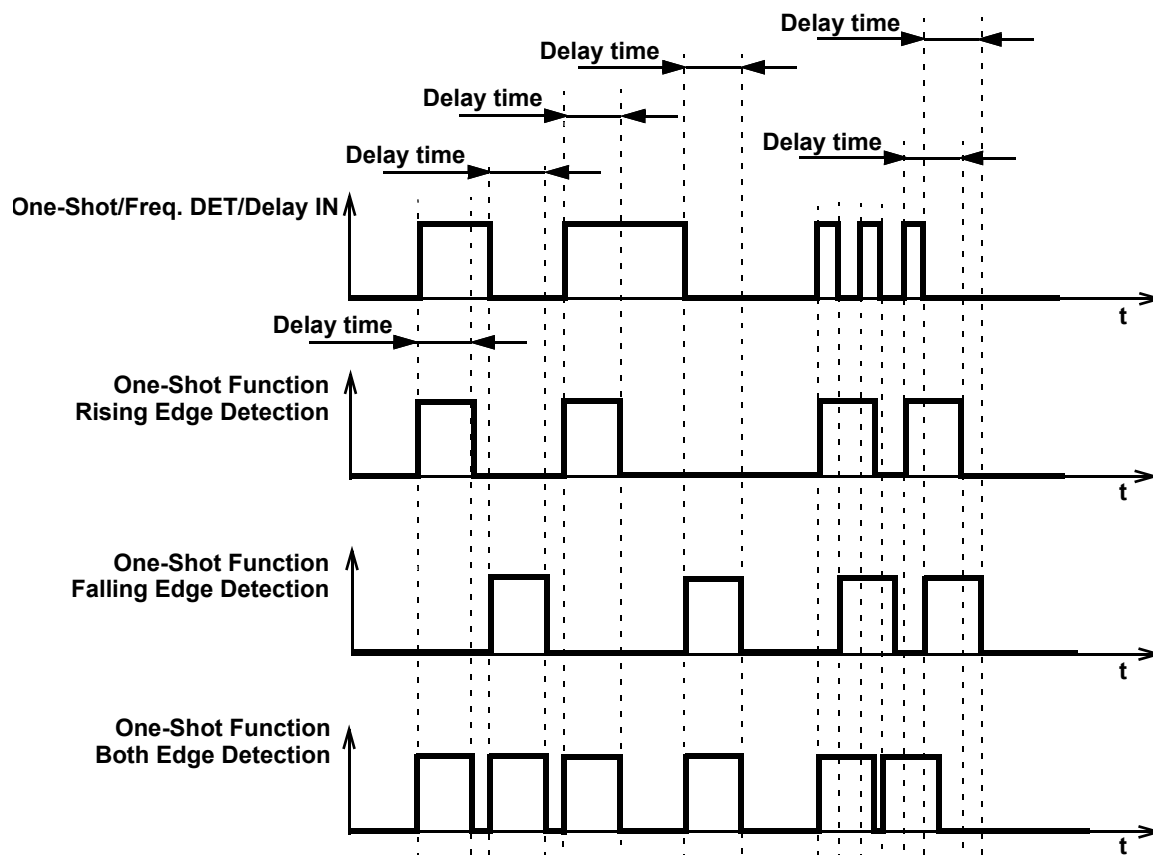 Delay time
Delay time
Delay time
Delay time
Delay time
One-Shot/Freq. DET/Delay IN
t
Delay time
One-Shot Function
Rising Edge Detection
t
One-Shot Function
Falling Edge Detection
t
One-Shot Function
Both Edge Detection
t